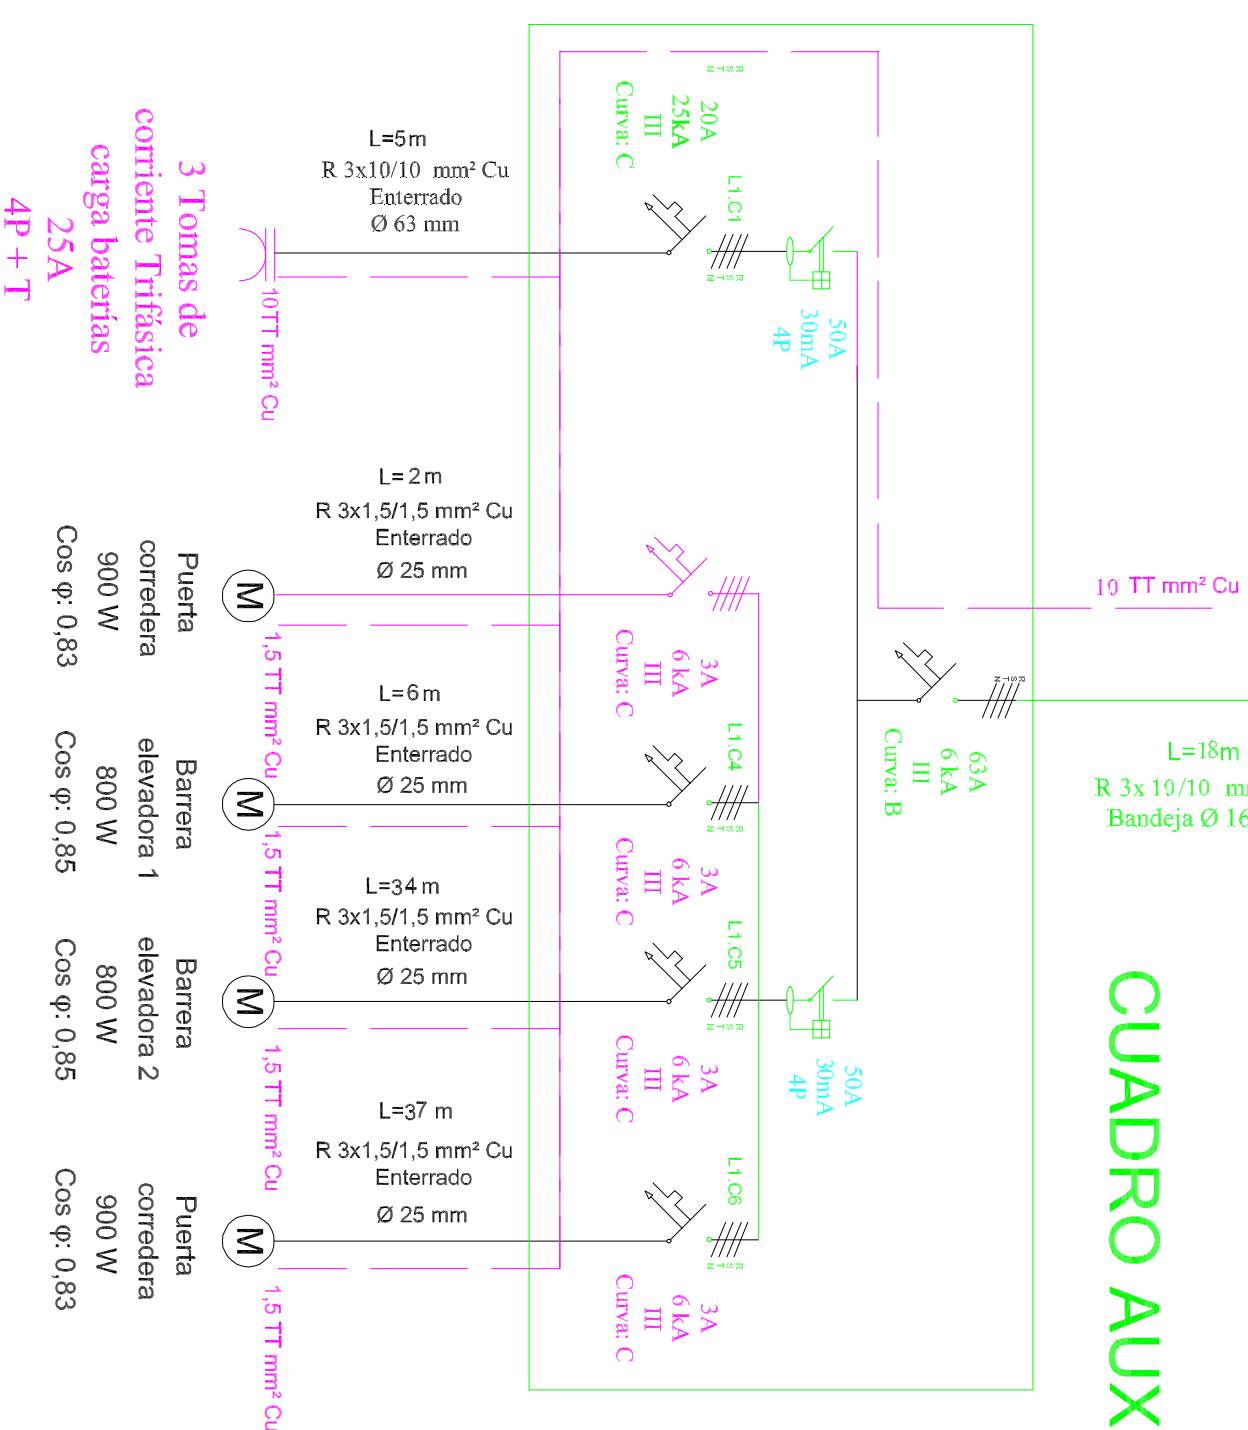 CUADRO AUX
10 TT mm² Cu
L=18m
R 3x 10/10
Bandeja Ø 16
63A
6 kA
III
Curva: B
R
S
T
N
50A
30mA
4P
50A
30mA
4P
R
S
T
N
20A
25kA
III
Curva: C
L1.C1
R
S
T
N
L=5m
R 3x10/10 mm² Cu
Enterrado
Ø 63 mm
10TT mm² Cu
3 Tomas de
corriente Trifásica
carga baterías
25A
4P + T
3A
6 kA
III
Curva: C
L= 2 m
R 3x1,5/1,5 mm² Cu
Enterrado
Ø 25 mm
M
1,5 TT mm² Cu
Puerta
corredera
900 W
Cos φ: 0,83
L1.C4
R
S
T
N
3A
6 kA
III
Curva: C
L=6m
R 3x1,5/1,5 mm² Cu
Enterrado
Ø 25 mm
M
1,5 TT mm² Cu
Barrera
elevadora 1
800 W
Cos φ: 0,85
L1.C5
R
S
T
N
3A
6 kA
III
Curva: C
L=34 m
R 3x1,5/1,5 mm² Cu
Enterrado
Ø 25 mm
M
1,5 TT mm² Cu
Barrera
elevadora 2
800 W
Cos φ: 0,85
L1.C6
R
S
T
N
3A
6 kA
III
Curva: C
L=37 m
R 3x1,5/1,5 mm² Cu
Enterrado
Ø 25 mm
M
1,5 TT mm² Cu
Puerta
corredera
900 W
Cos φ: 0,83